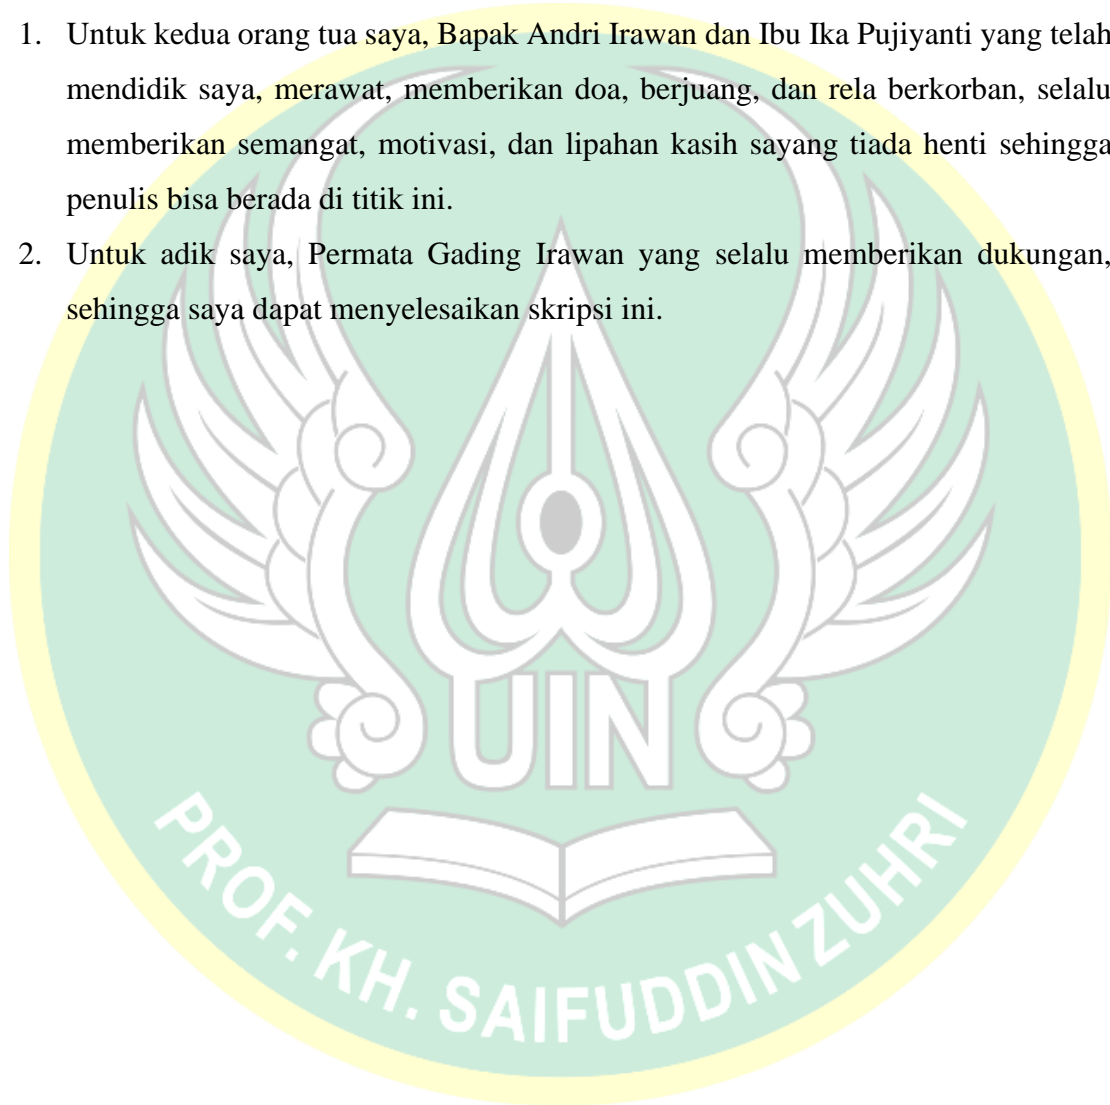 1. Untuk kedua orang tua saya, Bapak Andri Irawan dan Ibu Ika Pujiyanti yang telah
mendidik saya, merawat, memberikan doa, berjuang, dan rela berkorban, selalu
memberikan semangat, motivasi, dan lipahan kasih sayang tiada henti sehingga
penulis bisa berada di titik ini.
2. Untuk adik saya, Permata Gading Irawan yang selalu memberikan dukungan,
sehingga saya dapat menyelesaikan skripsi ini.
UIN
PROF. KH. SAIFUDDIN ZUHRI